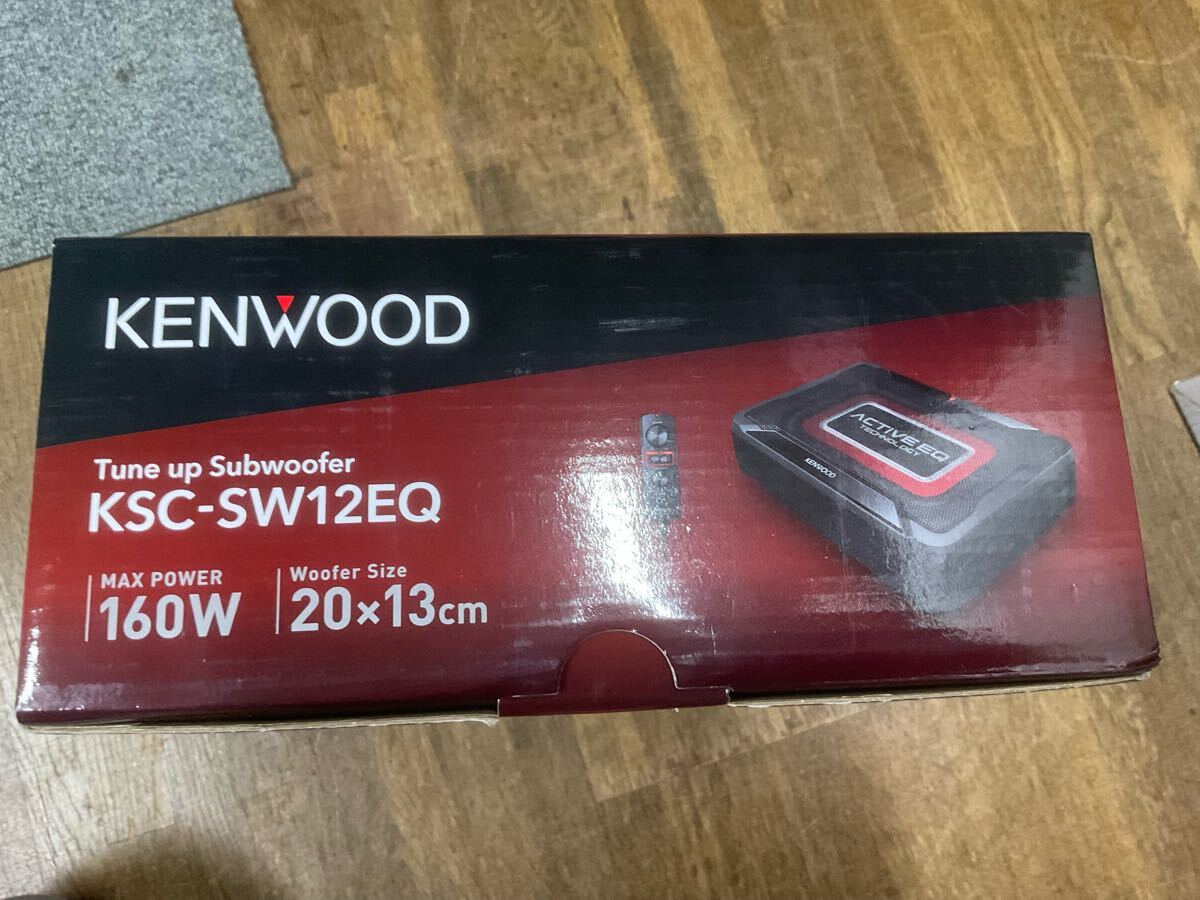 KENWOOD
Tune up Subwoofer
KSC-SW12EQ
MAX POWER
160W
Woofer Size
20×13cm
ACTIVE EQ
TECHNOLOGY
KENWOOD